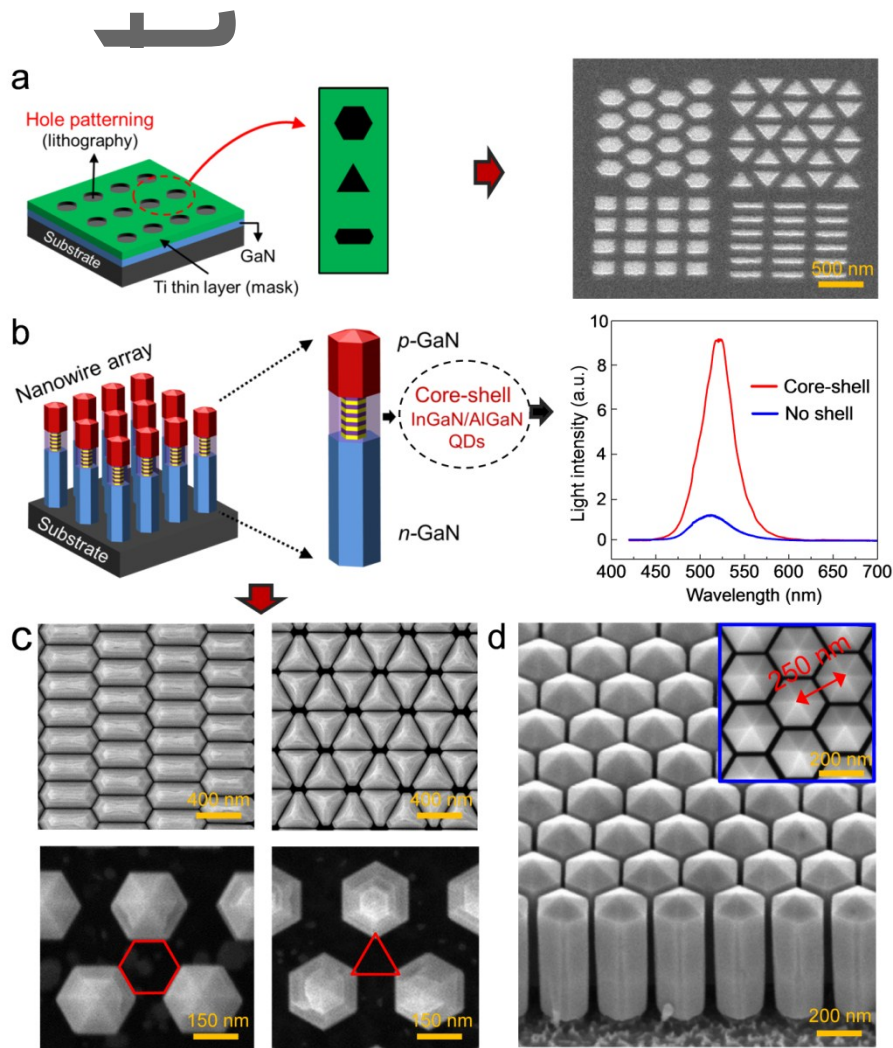 a
Hole patterning
(lithography)
Substrate
GaN
Ti thin layer (mask)
500 nm
b
Nanowire array
Substrate
p-GaN
Core-shell
InGaN/AlGaN
QDs
n-GaN
10
8
6
4
2
0
Light intensity (a.u.)
Core-shell
No shell
400 450 500 550 600 650 700
Wavelength (nm)
c
400 nm
400 nm
150 nm
150 nm
d
250 nm
200 nm
200 nm